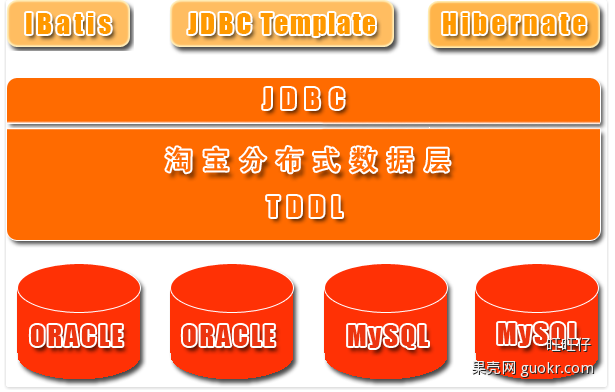 IBatis JDBC Template Hibernate
JDBC
淘宝分布式数据层
TDDL
ORACLE ORACLE MySQL MySQL
旺旺仔
果壳网 guokr.com